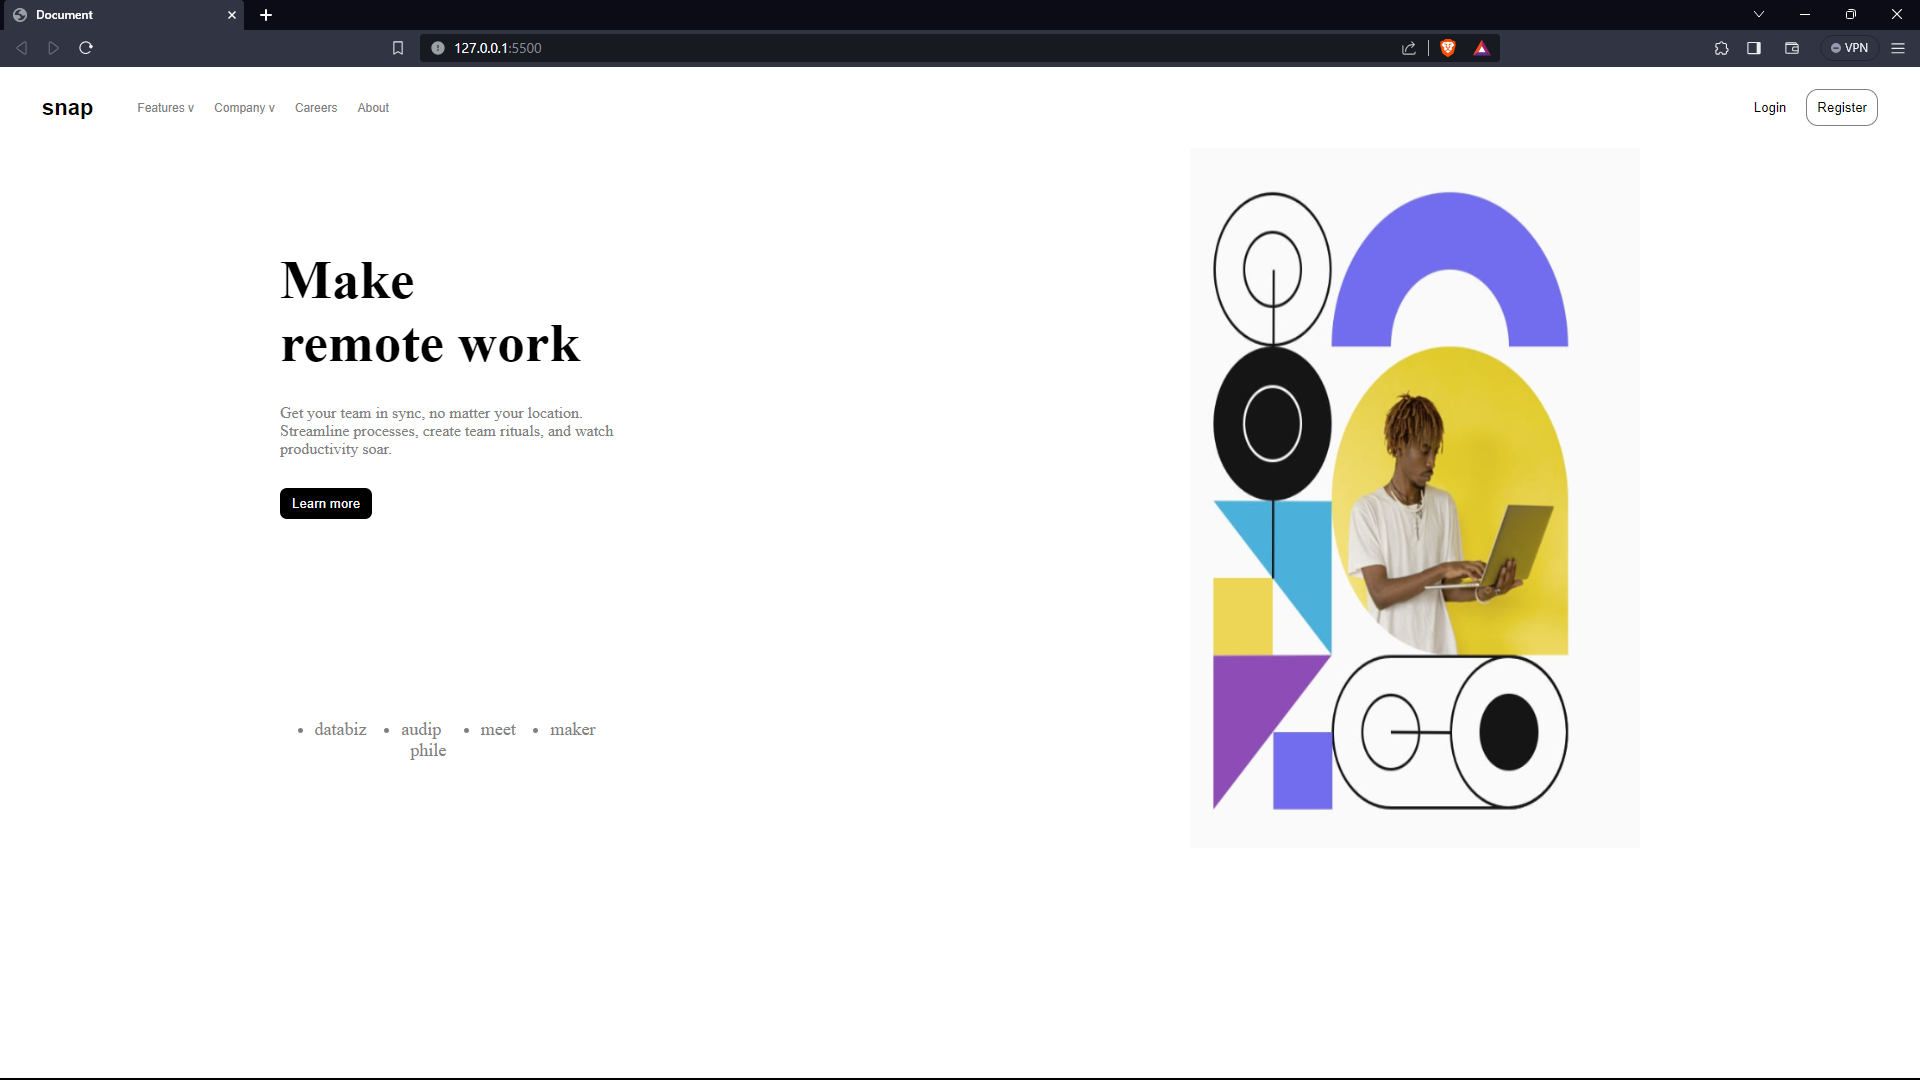 Document
127.0.0.1:5500
VPN
snap
Features v
Company v
Careers
About
Login
Register
Make
remote work
Get your team in sync, no matter your location.
Streamline processes, create team rituals, and watch
productivity soar.
Learn more
• databiz • audip • meet • maker
phile